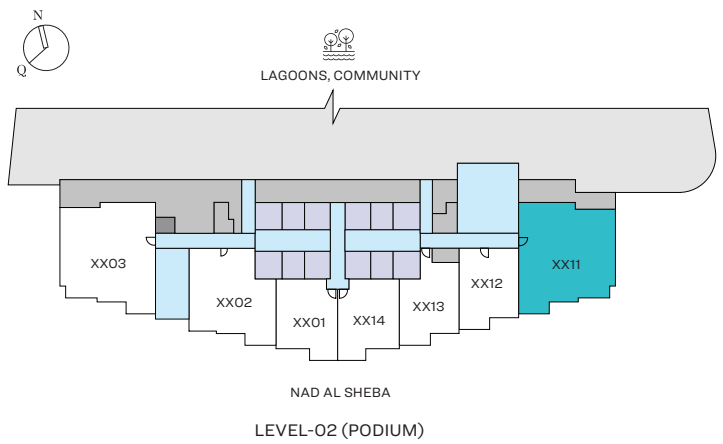 N
Q
LAGOONS, COMMUNITY
XX03
XX02
XX01
XX14
XX13
XX12
XX11
NAD AL SHEBA
LEVEL-02 (PODIUM)